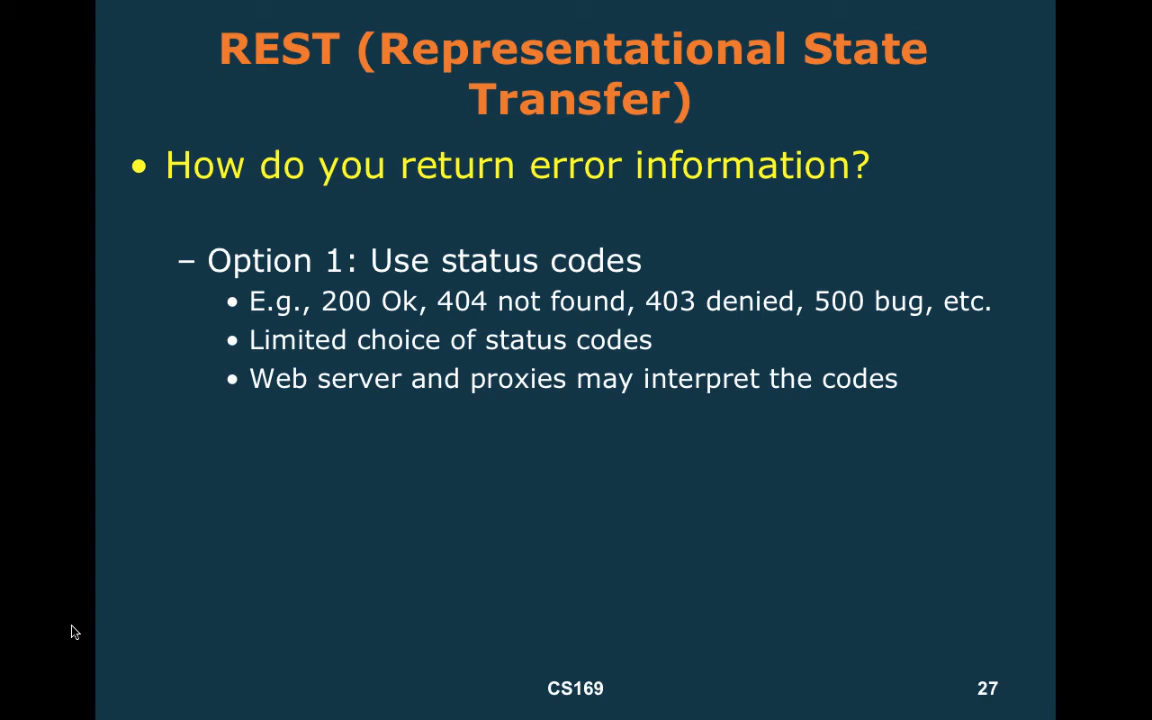 REST (Representational State
Transfer)
• How do you return error information?
– Option 1: Use status codes
• E.g., 200 Ok, 404 not found, 403 denied, 500 bug, etc.
• Limited choice of status codes
• Web server and proxies may interpret the codes
CS169
27